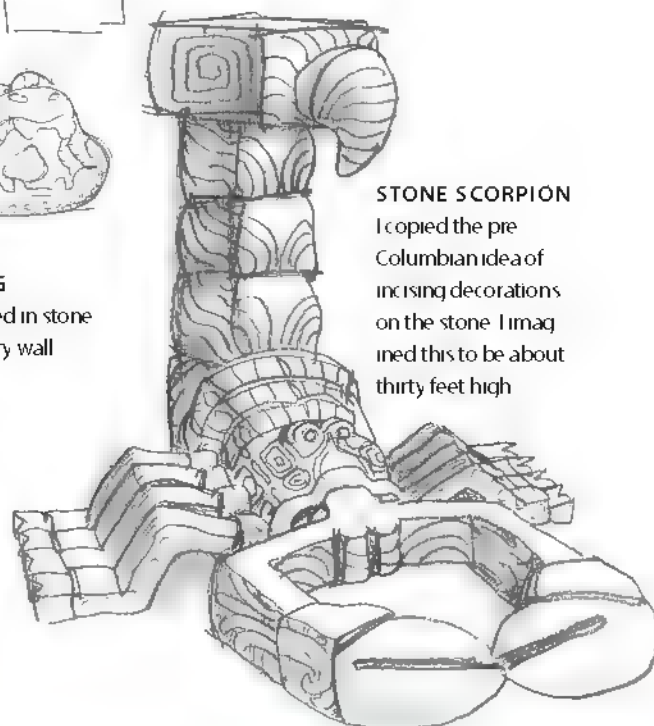 STONE SCORPION
I copied the pre
Columbian idea of
incising decorations
on the stone I imag
ined this to be about
thirty feet high
G
ed in stone
ry wall